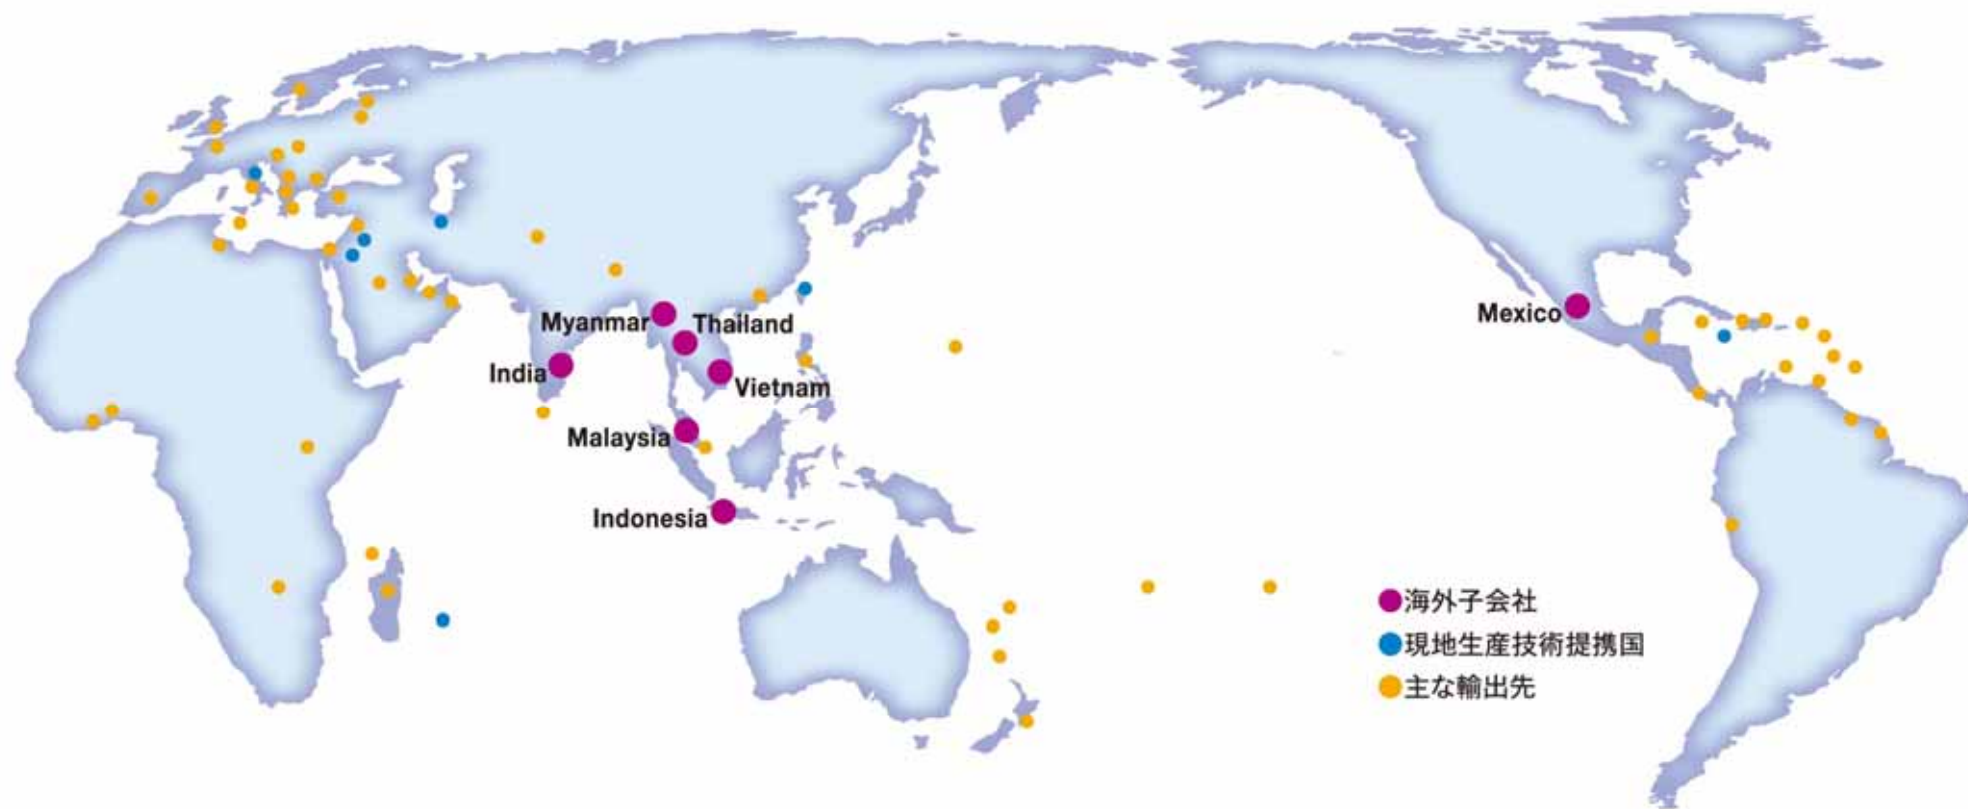 Myanmar
Thailand
Mexico
India
Vietnam
Malaysia
Indonesia
海外子会社
現地生産技術提携国
主な輸出先